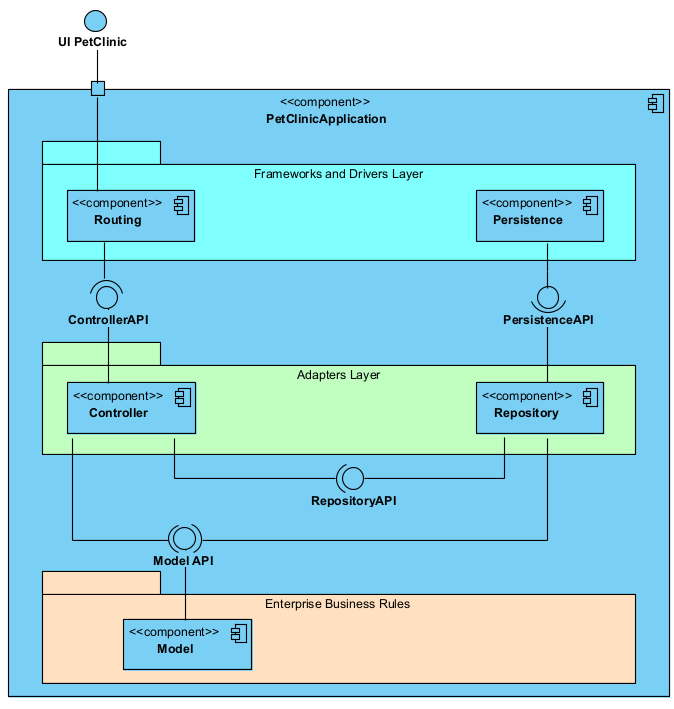 UI PetClinic
<<component>>
PetClinicApplication
Frameworks and Drivers Layer
<<component>>
Routing
<<component>>
Persistence
ControllerAPI
PersistenceAPI
Adapters Layer
<<component>>
Controller
<<component>>
Repository
RepositoryAPI
Model API
Enterprise Business Rules
<<component>>
Model